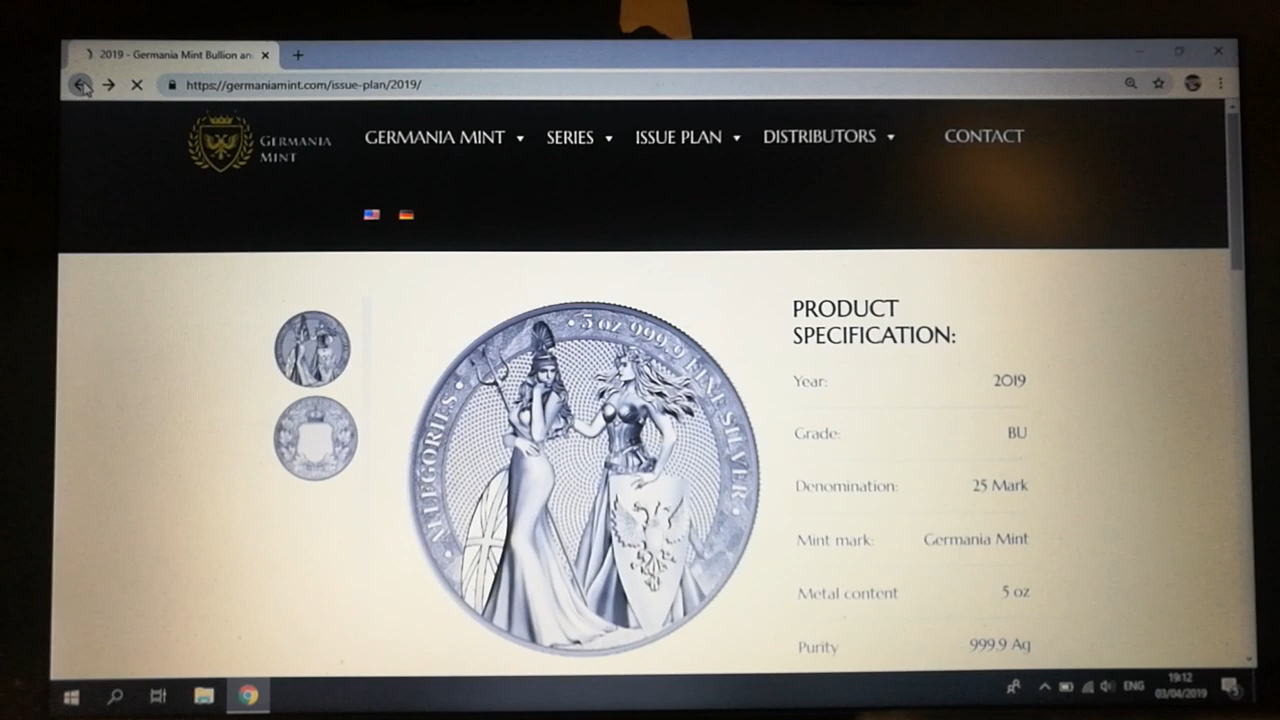 2019 - Germania Mint Bullion an
https://germaniamint.com/issue-plan/2019/
GERMANIA
MINT
GERMANIA MINT
SERIES
ISSUE PLAN
DISTRIBUTORS
CONTACT
• ALLEGORIES • 5 oz 999.9 FINE SILVER •
PRODUCT
SPECIFICATION:
Year: 2019
Grade: BU
Denomination: 25 Mark
Mint mark: Germania Mint
Metal content 5 oz
Purity 999.9 Ag
ENG
19:12
03/04/2019